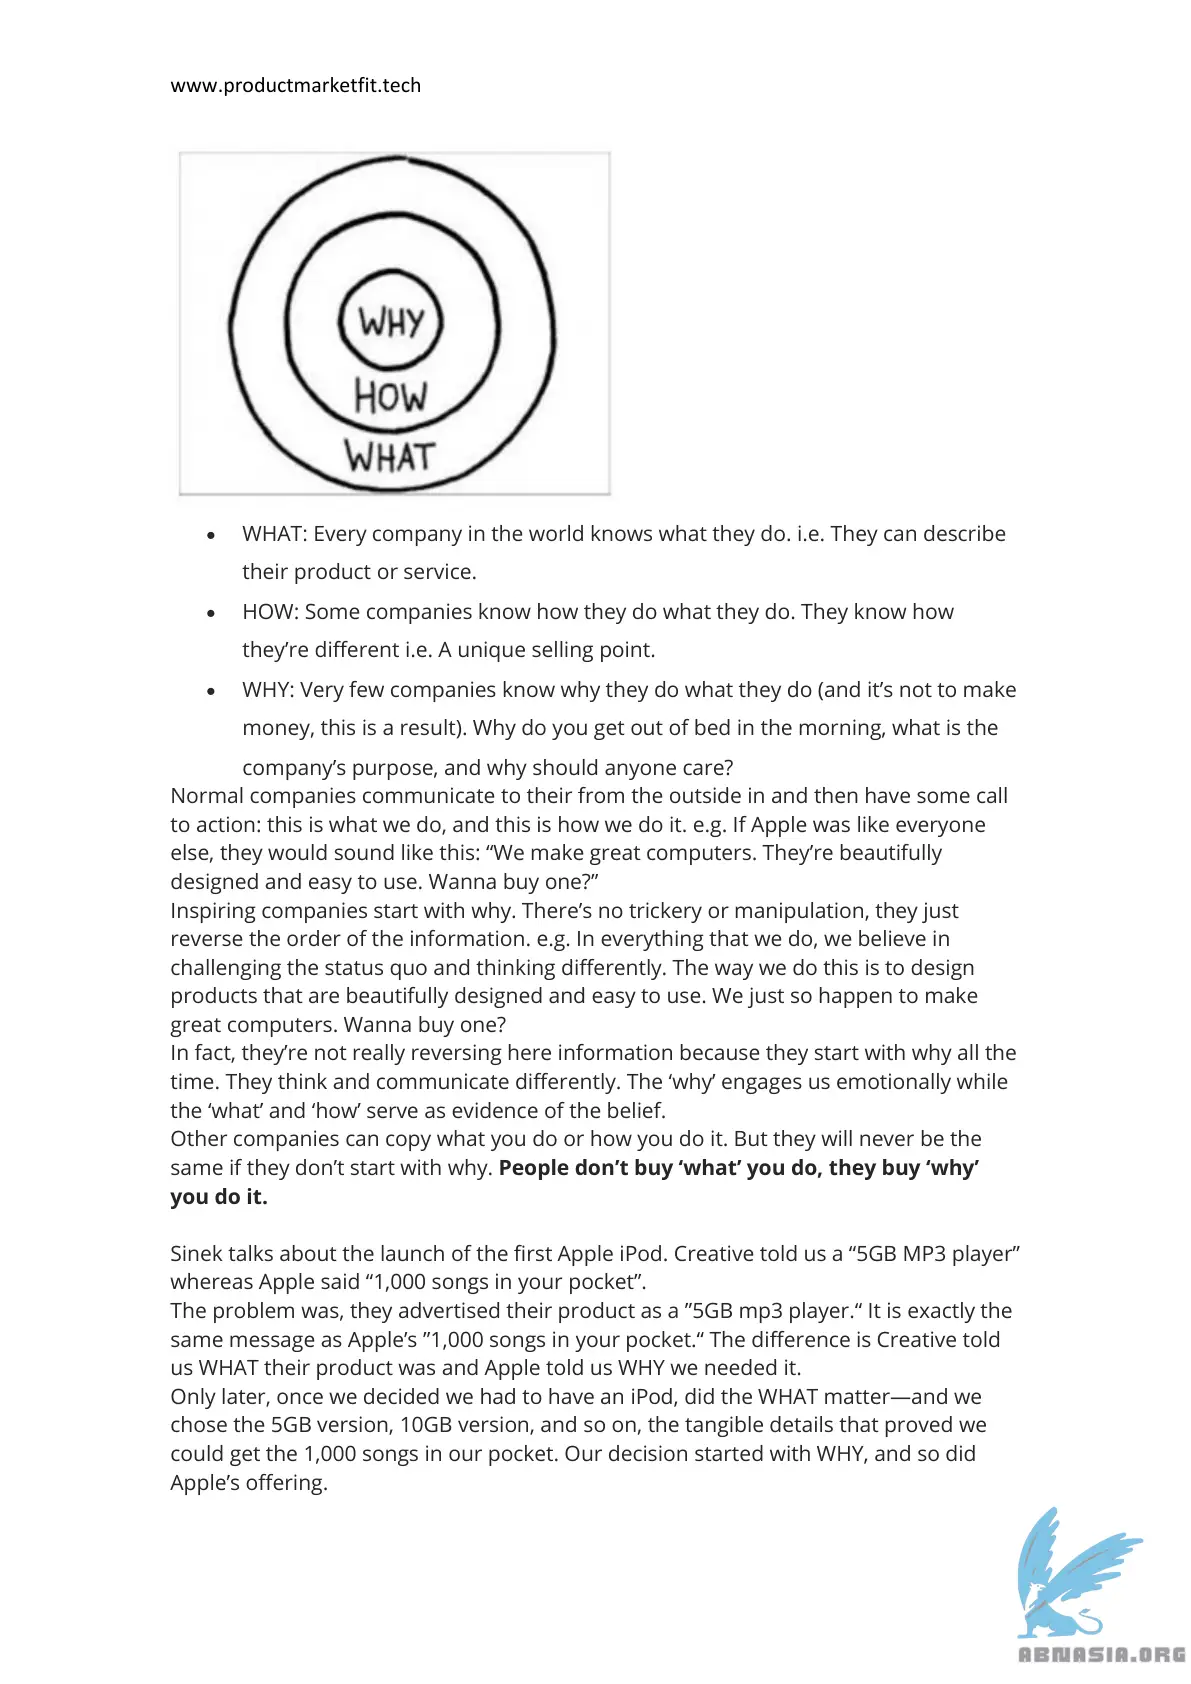 www.productmarketfit.tech
WHY
HOW
WHAT
• WHAT: Every company in the world knows what they do. i.e. They can describe
their product or service.
• HOW: Some companies know how they do what they do. They know how
they’re different i.e. A unique selling point.
• WHY: Very few companies know why they do what they do (and it’s not to make
money, this is a result). Why do you get out of bed in the morning, what is the
company’s purpose, and why should anyone care?
Normal companies communicate to their from the outside in and then have some call
to action: this is what we do, and this is how we do it. e.g. If Apple was like everyone
else, they would sound like this: “We make great computers. They’re beautifully
designed and easy to use. Wanna buy one?”
Inspiring companies start with why. There’s no trickery or manipulation, they just
reverse the order of the information. e.g. In everything that we do, we believe in
challenging the status quo and thinking differently. The way we do this is to design
products that are beautifully designed and easy to use. We just so happen to make
great computers. Wanna buy one?
In fact, they’re not really reversing here information because they start with why all the
time. They think and communicate differently. The ‘why’ engages us emotionally while
the ‘what’ and ‘how’ serve as evidence of the belief.
Other companies can copy what you do or how you do it. But they will never be the
same if they don’t start with why. People don’t buy ‘what’ you do, they buy ‘why’
you do it.
Sinek talks about the launch of the first Apple iPod. Creative told us a “5GB MP3 player”
whereas Apple said “1,000 songs in your pocket”.
The problem was, they advertised their product as a ”5GB mp3 player.“ It is exactly the
same message as Apple’s ”1,000 songs in your pocket.“ The difference is Creative told
us WHAT their product was and Apple told us WHY we needed it.
Only later, once we decided we had to have an iPod, did the WHAT matter—and we
chose the 5GB version, 10GB version, and so on, the tangible details that proved we
could get the 1,000 songs in our pocket. Our decision started with WHY, and so did
Apple’s offering.
ABNASIA.ORG